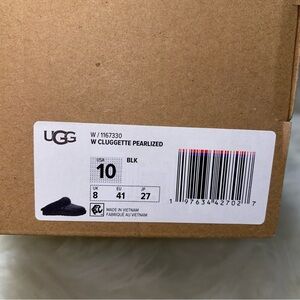 UGG
W / 1167330
W CLUGGETTE PEARLIZED
USA
10
BLK
UK EU JP
8 41 27
MADE IN VIETNAM
FABRIQUÉ AU VIETNAM
1 97634 42702 7